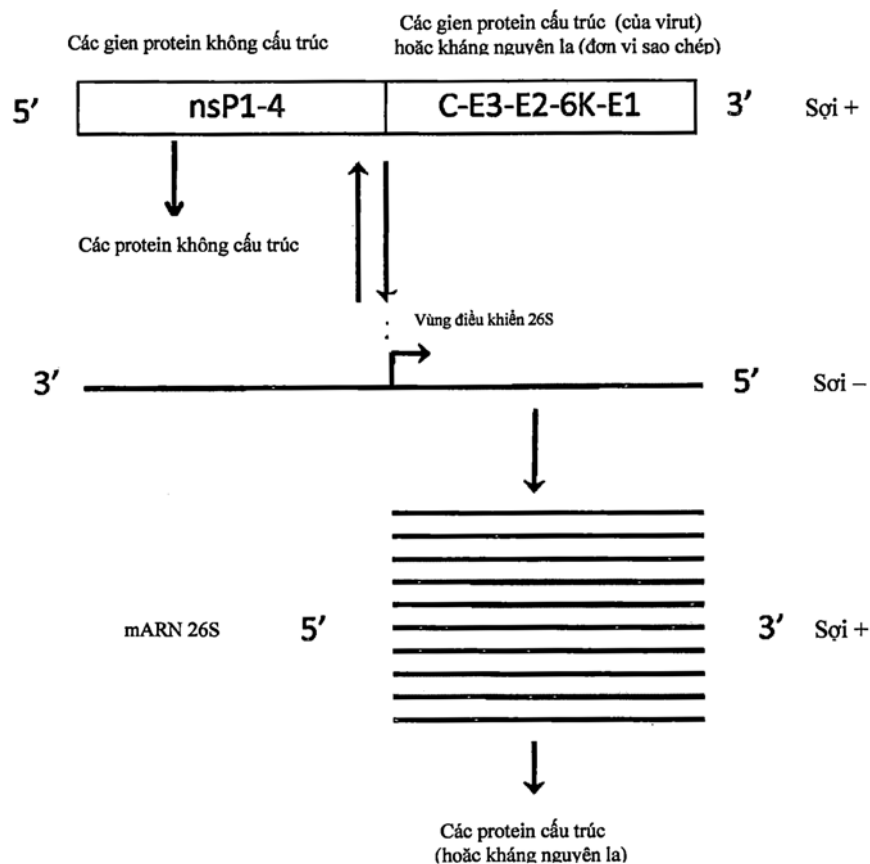 Các gien protein không cấu trúc
Các gien protein cấu trúc (của virut)
hoặc kháng nguyên lạ (đơn vị sao chép)
5′ nsP1-4 C-E3-E2-6K-E1 3′ Sợi +
Các protein không cấu trúc
Vùng điều khiển 26S
3′ 5′ Sợi –
mARN 26S 5′ 3′ Sợi +
Các protein cấu trúc
(hoặc kháng nguyên lạ)